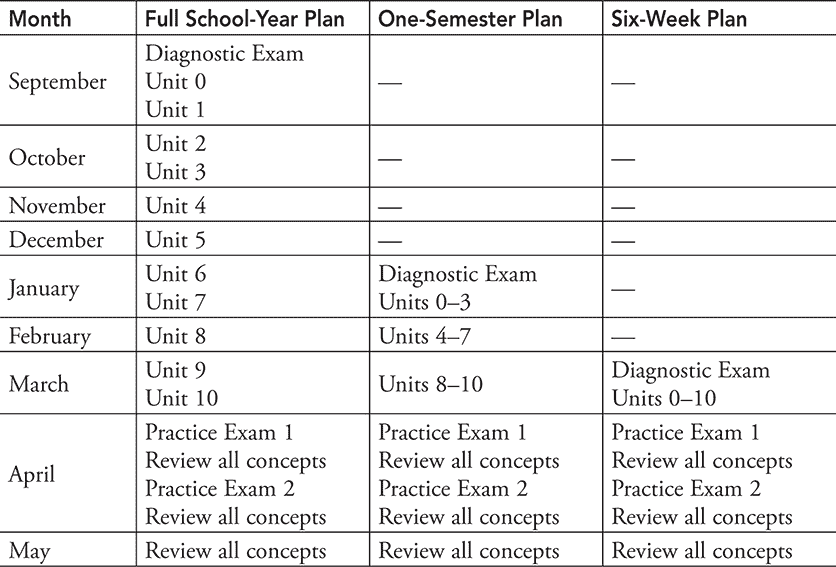 Month Full School-Year Plan One-Semester Plan Six-Week Plan
September Diagnostic Exam
Unit 0
Unit 1 — —
October Unit 2
Unit 3 — —
November Unit 4 — —
December Unit 5 — —
January Unit 6
Unit 7 Diagnostic Exam
Units 0–3 —
February Unit 8 Units 4–7 —
March Unit 9
Unit 10 Units 8–10 Diagnostic Exam
Units 0–10
April Practice Exam 1
Review all concepts
Practice Exam 2
Review all concepts Practice Exam 1
Review all concepts
Practice Exam 2
Review all concepts Practice Exam 1
Review all concepts
Practice Exam 2
Review all concepts
May Review all concepts Review all concepts Review all concepts